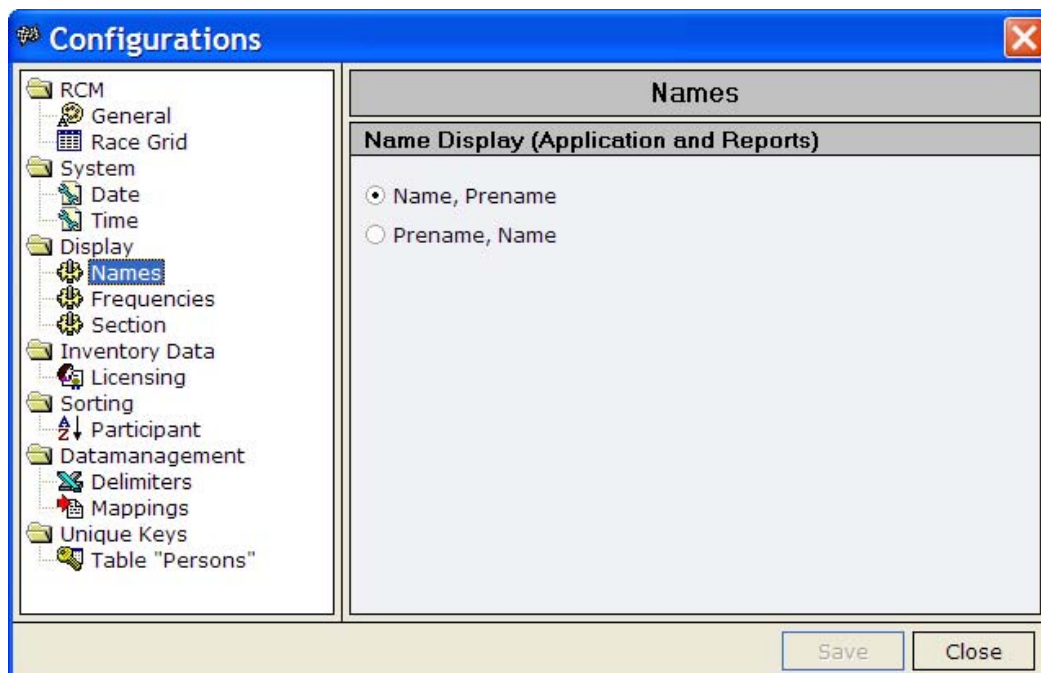 Configurations
RCM
General
Race Grid
System
Date
Time
Display
Names
Frequencies
Section
Inventory Data
Licensing
Sorting
Participant
Datamanagement
Delimiters
Mappings
Unique Keys
Table "Persons"
Names
Name Display (Application and Reports)
Name, Prename
Prename, Name
Save
Close